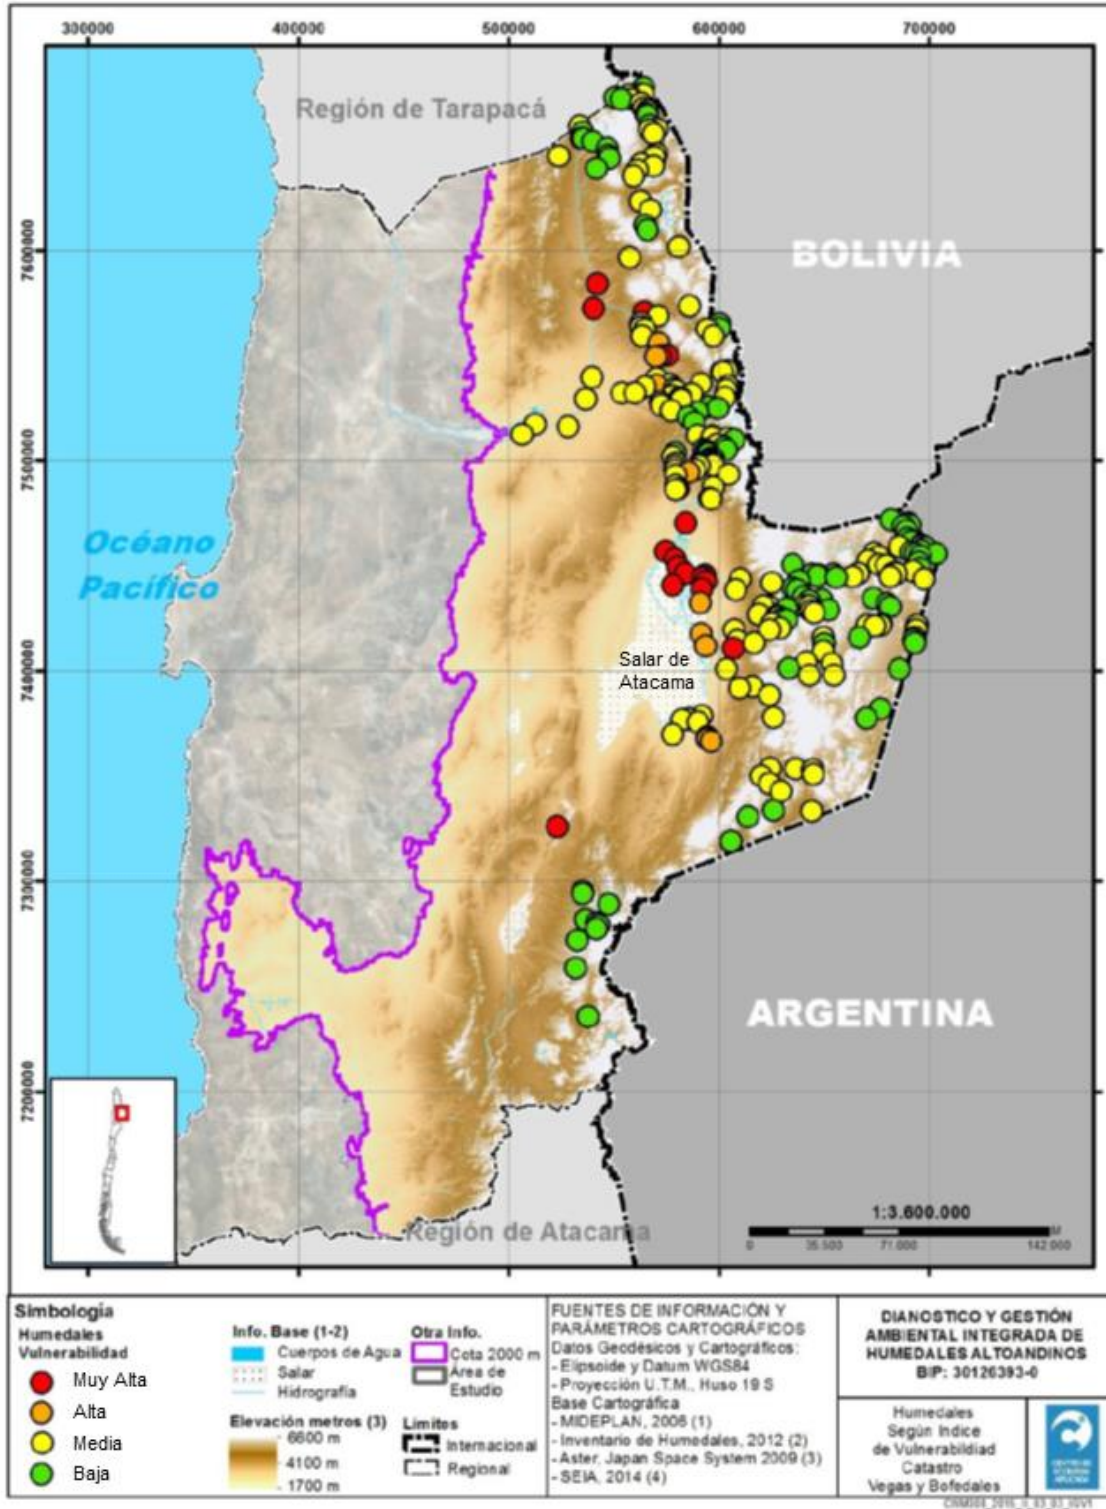 300000 400000 500000 600000 700000
Región de Tarapacá
BOLIVIA
7600000
7500000
Océano
Pacífico
Salar de
Atacama
7400000
7300000
ARGENTINA
7200000
Región de Atacama
1:3.600.000
M
0 35.500 71.000 142.000
Simbología
Humedales
Vulnerabilidad
Muy Alta
Alta
Media
Baja
Info. Base (1-2)
Cuerpos de Agua
Salar
Hidrografía
Elevación metros (3)
6600 m
4100 m
1700 m
Otra Info.
Cota 2000 m
Área de
Estudio
Límites
Internacional
Regional
FUENTES DE INFORMACIÓN Y
PARÁMETROS CARTOGRÁFICOS
Datos Geodésicos y Cartográficos:
- Elipsoide y Datum WGS84
- Proyección U.T.M., Huso 19 S
Base Cartográfica
- MIDEPLAN, 2006 (1)
- Inventario de Humedales, 2012 (2)
- Aster, Japan Space System 2009 (3)
- SEIA, 2014 (4)
DIANOSTICO Y GESTIÓN
AMBIENTAL INTEGRADA DE
HUMEDALES ALTOANDINOS
BIP: 30126393-0
Humedales
Según Indice
de Vulnerabildiad
Catastro
Vegas y Bofedales
CENTRO DE
ECOLOGÍA
APLICADA